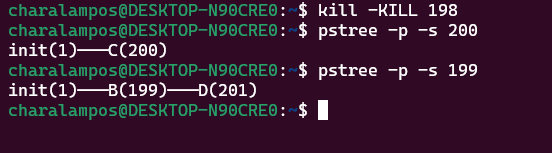 charalampos@DESKTOP-N90CRE0:~$ kill -KILL 198
charalampos@DESKTOP-N90CRE0:~$ pstree -p -s 200
init(1)───C(200)
charalampos@DESKTOP-N90CRE0:~$ pstree -p -s 199
init(1)───B(199)───D(201)
charalampos@DESKTOP-N90CRE0:~$